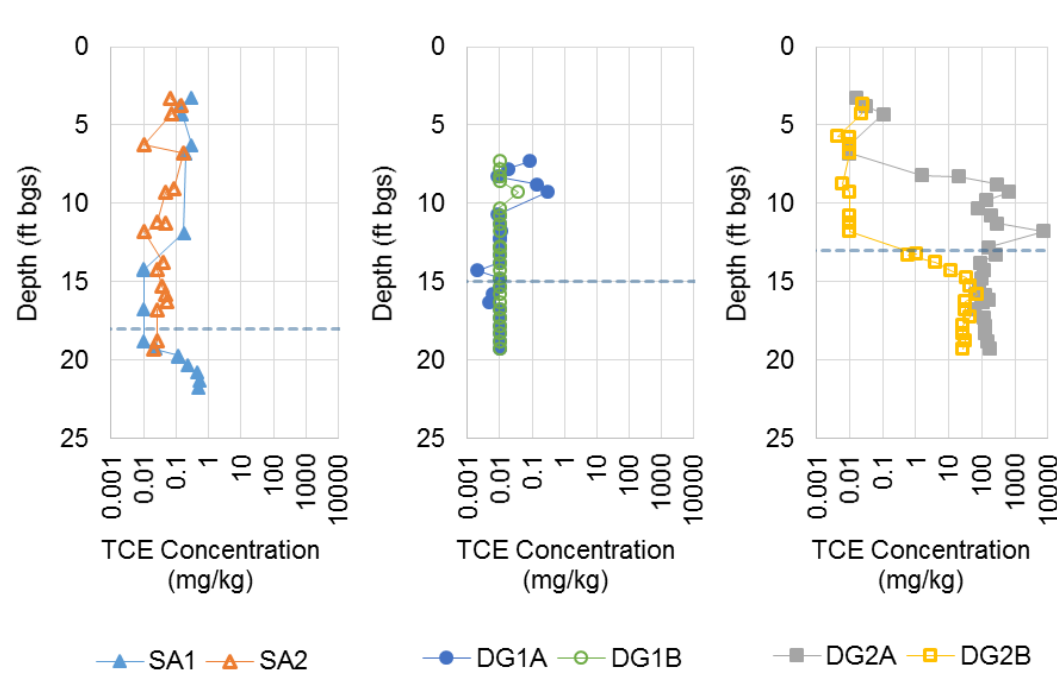 0
5
10
15
20
25
Depth (ft bgs)
0.001
0.01
0.1
1
10
100
1000
10000
TCE Concentration
(mg/kg)
SA1
SA2
0
5
10
15
20
25
Depth (ft bgs)
0.001
0.01
0.1
1
10
100
1000
10000
TCE Concentration
(mg/kg)
DG1A
DG1B
0
5
10
15
20
25
Depth (ft bgs)
0.001
0.01
0.1
1
10
100
1000
10000
TCE Concentration
(mg/kg)
DG2A
DG2B